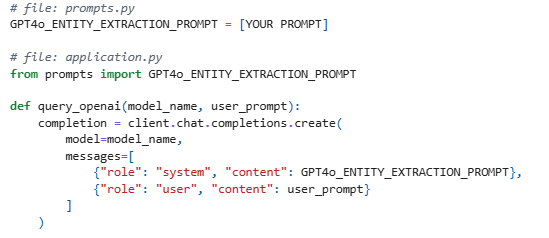 # file: prompts.py
GPT4o_ENTITY_EXTRACTION_PROMPT = [YOUR PROMPT]

# file: application.py
from prompts import GPT4o_ENTITY_EXTRACTION_PROMPT

def query_openai(model_name, user_prompt):
    completion = client.chat.completions.create(
        model=model_name,
        messages=[
            {"role": "system", "content": GPT4o_ENTITY_EXTRACTION_PROMPT},
            {"role": "user", "content": user_prompt}
        ]
    )